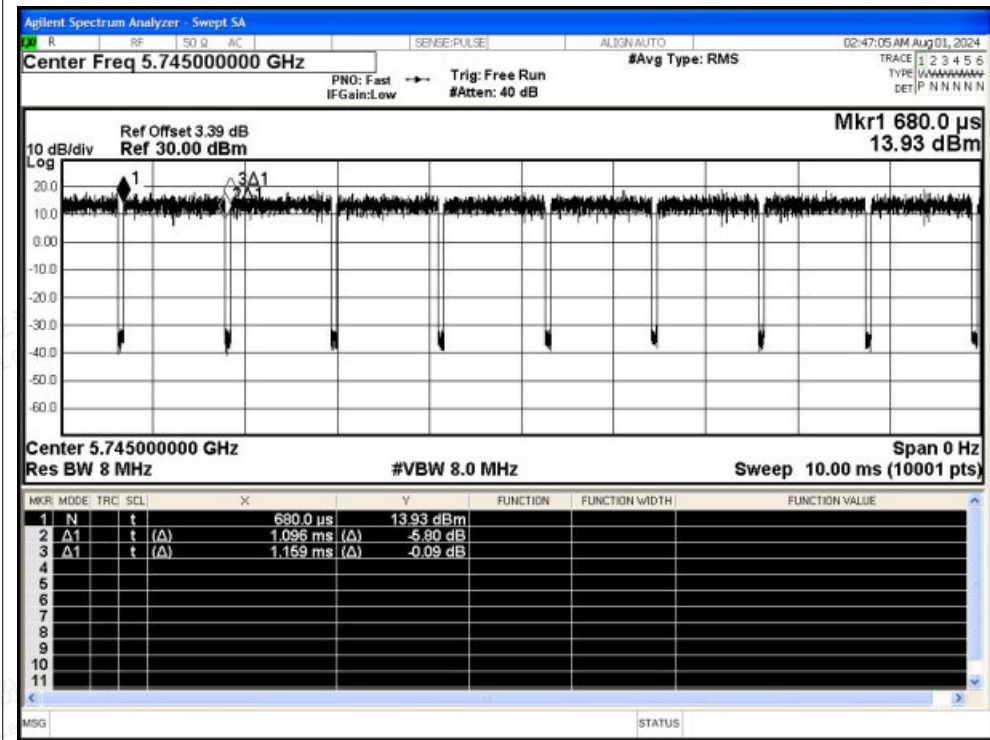 Agilent Spectrum Analyzer - Swept SA
LXI R RF 50 Ω AC SENSE:PULSE ALIGN AUTO 02:47:05 AM Aug 01, 2024
Center Freq 5.745000000 GHz #Avg Type: RMS TRACE 1 2 3 4 5 6
PNO: Fast Trig: Free Run TYPE
IFGain:Low #Atten: 40 dB DET P N N N N N
Ref Offset 3.39 dB Mkr1 680.0 µs
10 dB/div Ref 30.00 dBm 13.93 dBm
Log
1 3Δ1
20.0 2Δ1
10.0
0.00
-10.0
-20.0
-30.0
-40.0
-50.0
-60.0
Center 5.745000000 GHz Span 0 Hz
Res BW 8 MHz #VBW 8.0 MHz Sweep 10.00 ms (10001 pts)
MKR MODE TRC SCL X Y FUNCTION FUNCTION WIDTH FUNCTION VALUE
1 N t 680.0 µs 13.93 dBm
2 Δ1 t (Δ) 1.096 ms (Δ) -5.80 dB
3 Δ1 t (Δ) 1.159 ms (Δ) -0.09 dB
4
5
6
7
8
9
10
11
MSG STATUS